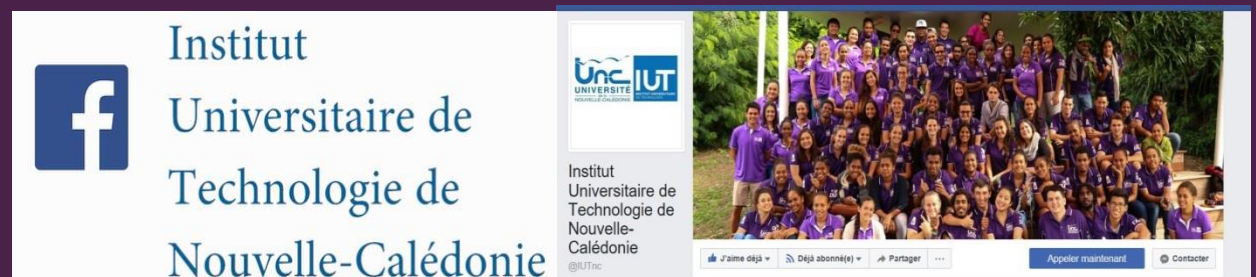 Institut
Universitaire de
Technologie de
Nouvelle-Calédonie
Unc IUT
UNIVERSITÉ
NOUVELLE-CALÉDONIE
Institut
Universitaire de
Technologie de
Nouvelle-
Calédonie
@IUTnc
J'aime déjà
Déjà abonné(e)
Partager
...
Appeler maintenant
Contacter